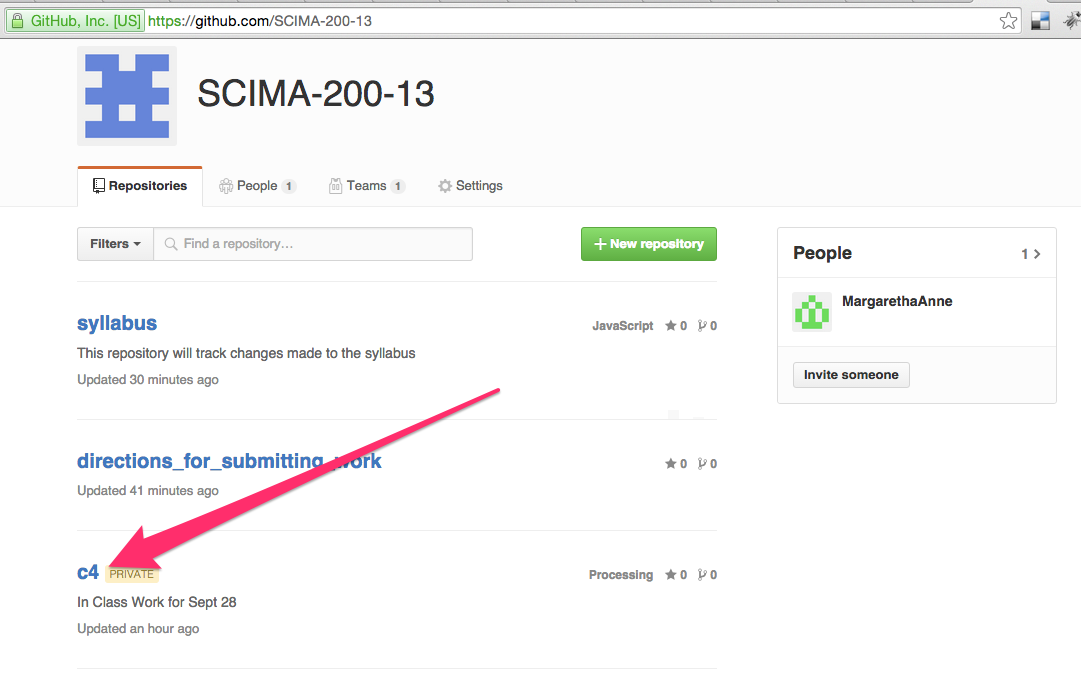 GitHub, Inc. [US] https://github.com/SCIMA-200-13
SCIMA-200-13
Repositories People 1 Teams 1 Settings
Filters Find a repository… + New repository
People 1
syllabus JavaScript 0 0
MargarethaAnne
This repository will track changes made to the syllabus
Updated 30 minutes ago
Invite someone
directions_for_submitting_work 0 0
Updated 41 minutes ago
c4 PRIVATE Processing 0 0
In Class Work for Sept 28
Updated an hour ago